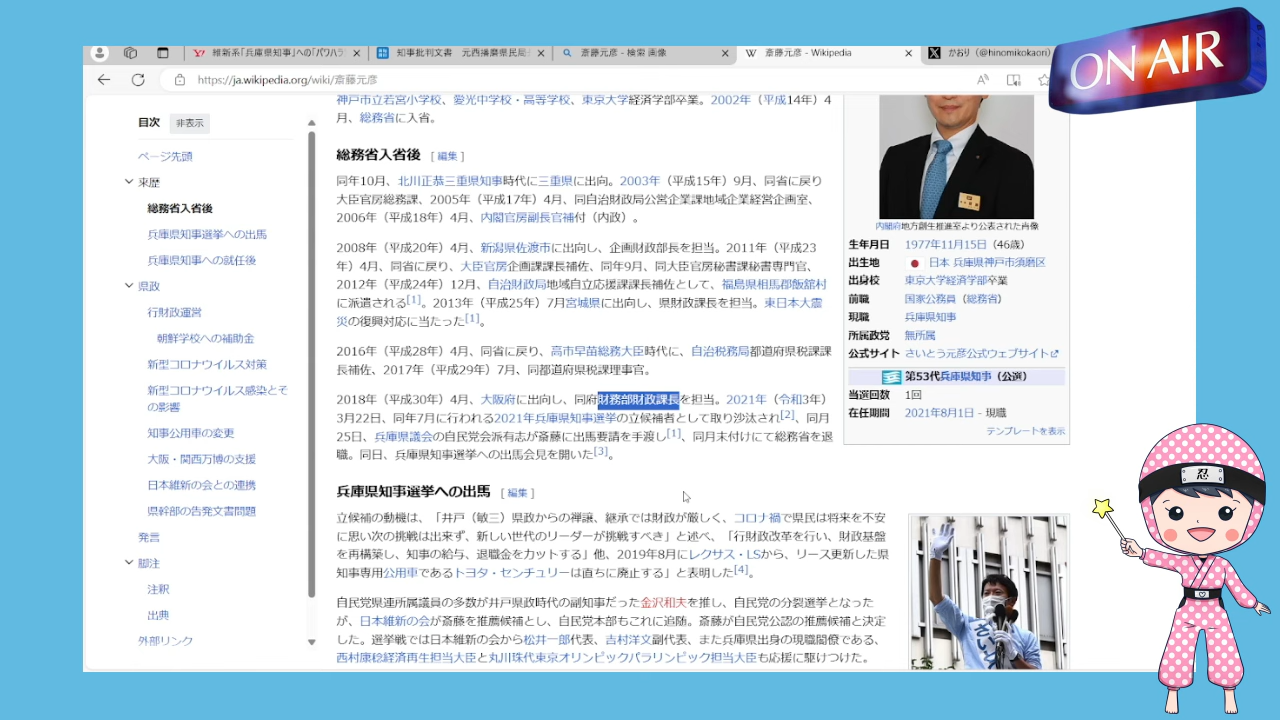 維新系「兵庫県知事」への「パワハラ
知事批判文書 元西播磨県民局
斎藤元彦 - 検索 画像
W 斎藤元彦 - Wikipedia
かおり (@hinomikokaori)
https://ja.wikipedia.org/wiki/斎藤元彦
ON AIR
目次 非表示
ページ先頭
来歴
総務省入省後
兵庫県知事選挙への出馬
兵庫県知事への就任後
県政
行財政運営
朝鮮学校への補助金
新型コロナウイルス対策
新型コロナウイルス感染とそ
の影響
知事公用車の変更
大阪・関西万博の支援
日本維新の会との連携
県幹部の告発文書問題
発言
脚注
注釈
出典
外部リンク
神戸市立若宮小学校、愛光中学校・高等学校、東京大学経済学部卒業。2002年（平成14年）4
月、総務省に入省。
総務省入省後 [ 編集 ]
同年10月、北川正恭三重県知事時代に三重県に出向。2003年（平成15年）9月、同省に戻り
大臣官房総務課、2005年（平成17年）4月、同自治財政局公営企業課地域企業経営企画室、
2006年（平成18年）4月、内閣官房副長官補付（内政）。
2008年（平成20年）4月、新潟県佐渡市に出向し、企画財政部長を担当。2011年（平成23
年）4月、同省に戻り、大臣官房企画課課長補佐、同年9月、同大臣官房秘書課秘書専門官、
2012年（平成24年）12月、自治財政局地域自立応援課課長補佐として、福島県相馬郡飯舘村
に派遣される[1]。2013年（平成25年）7月宮城県に出向し、県財政課長を担当。東日本大震
災の復興対応に当たった[1]。
2016年（平成28年）4月、同省に戻り、高市早苗総務大臣時代に、自治税務局都道府県税課課
長補佐、2017年（平成29年）7月、同都道府県税課理事官。
2018年（平成30年）4月、大阪府に出向し、同府財務部財政課長を担当。2021年（令和3年）
3月22日、同年7月に行われる2021年兵庫県知事選挙の立候補者として取り沙汰され[2]、同月
25日、兵庫県議会の自民党会派有志が斎藤に出馬要請を手渡し[1]、同月末付けにて総務省を退
職。同日、兵庫県知事選挙への出馬会見を開いた[3]。
兵庫県知事選挙への出馬 [ 編集 ]
立候補の動機は、「井戸（敏三）県政からの禅譲、継承では財政が厳しく、コロナ禍で県民は将来を不安
に思い次の挑戦は出来ず、新しい世代のリーダーが挑戦すべき」と述べ、「行財政改革を行い、財政基盤
を再構築し、知事の給与、退職金をカットする」他、2019年8月にレクサス・LSから、リース更新した県
知事専用公用車であるトヨタ・センチュリーは直ちに廃止する」と表明した[4]。
自民党県連所属議員の多数が井戸県政時代の副知事だった金沢和夫を推し、自民党の分裂選挙となった
が、日本維新の会が斎藤を推薦候補とし、自民党本部もこれに追随。斎藤が自民党公認の推薦候補と決定
した。選挙戦では日本維新の会から松井一郎代表、吉村洋文副代表、また兵庫県出身の現職閣僚である、
西村康稔経済再生担当大臣と丸川珠代東京オリンピックパラリンピック担当大臣も応援に駆けつけた。
内閣府地方創生推進室より公表された肖像
生年月日 1977年11月15日（46歳）
出生地 日本 兵庫県神戸市須磨区
出身校 東京大学経済学部卒業
前職 国家公務員（総務省）
現職 兵庫県知事
所属政党 無所属
公式サイト さいとう元彦公式ウェブサイト
第53代兵庫県知事（公選）
当選回数 1回
在任期間 2021年8月1日 - 現職
テンプレートを表示
忍